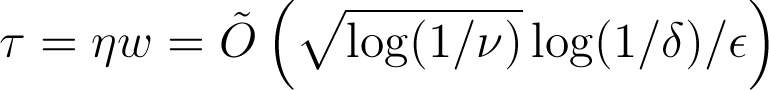 τ = ηw = Õ(√log(1/ν) log(1/δ)/ϵ)